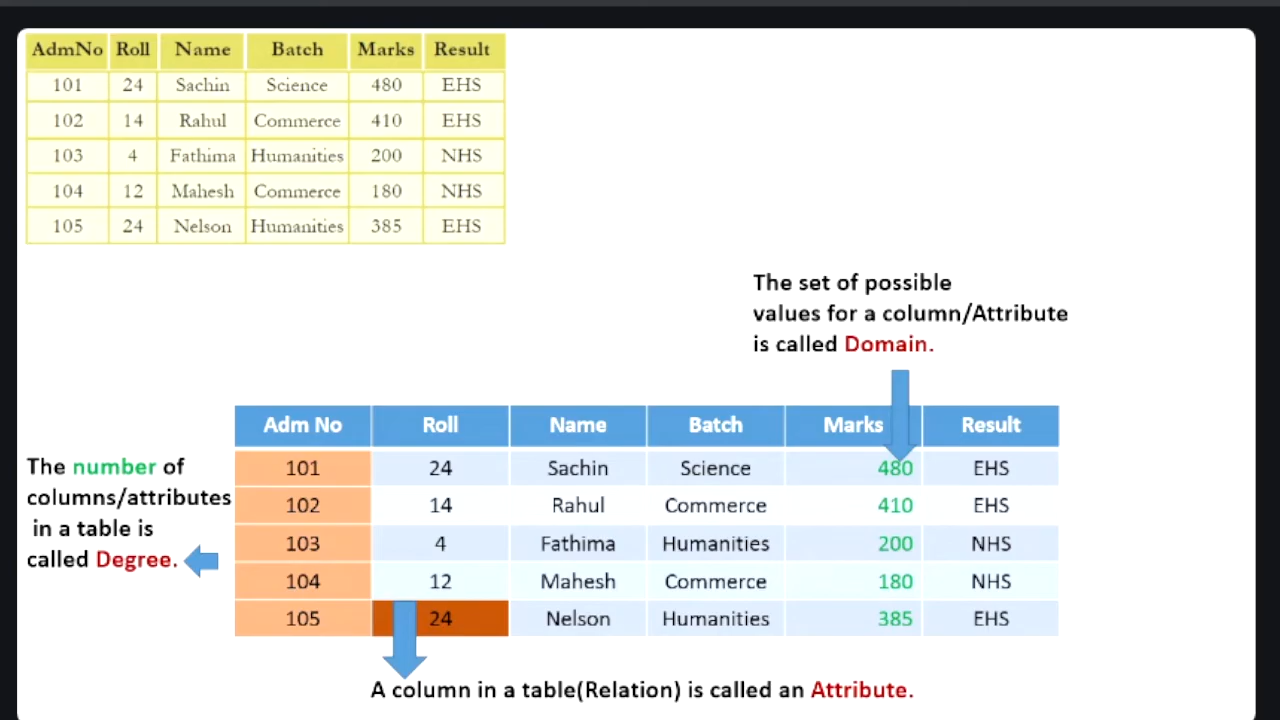 AdmNo Roll Name Batch Marks Result
101 24 Sachin Science 480 EHS
102 14 Rahul Commerce 410 EHS
103 4 Fathima Humanities 200 NHS
104 12 Mahesh Commerce 180 NHS
105 24 Nelson Humanities 385 EHS
The set of possible
values for a column/Attribute
is called Domain.
The number of
columns/attributes
in a table is
called Degree.
Adm No Roll Name Batch Marks Result
101 24 Sachin Science 480 EHS
102 14 Rahul Commerce 410 EHS
103 4 Fathima Humanities 200 NHS
104 12 Mahesh Commerce 180 NHS
105 24 Nelson Humanities 385 EHS
A column in a table(Relation) is called an Attribute.